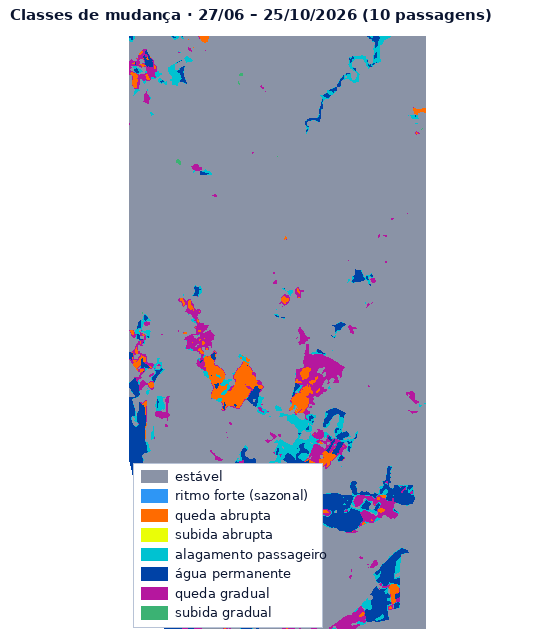 Classes de mudança · 27/06 – 25/10/2026 (10 passagens)
estável
ritmo forte (sazonal)
queda abrupta
subida abrupta
alagamento passageiro
água permanente
queda gradual
subida gradual